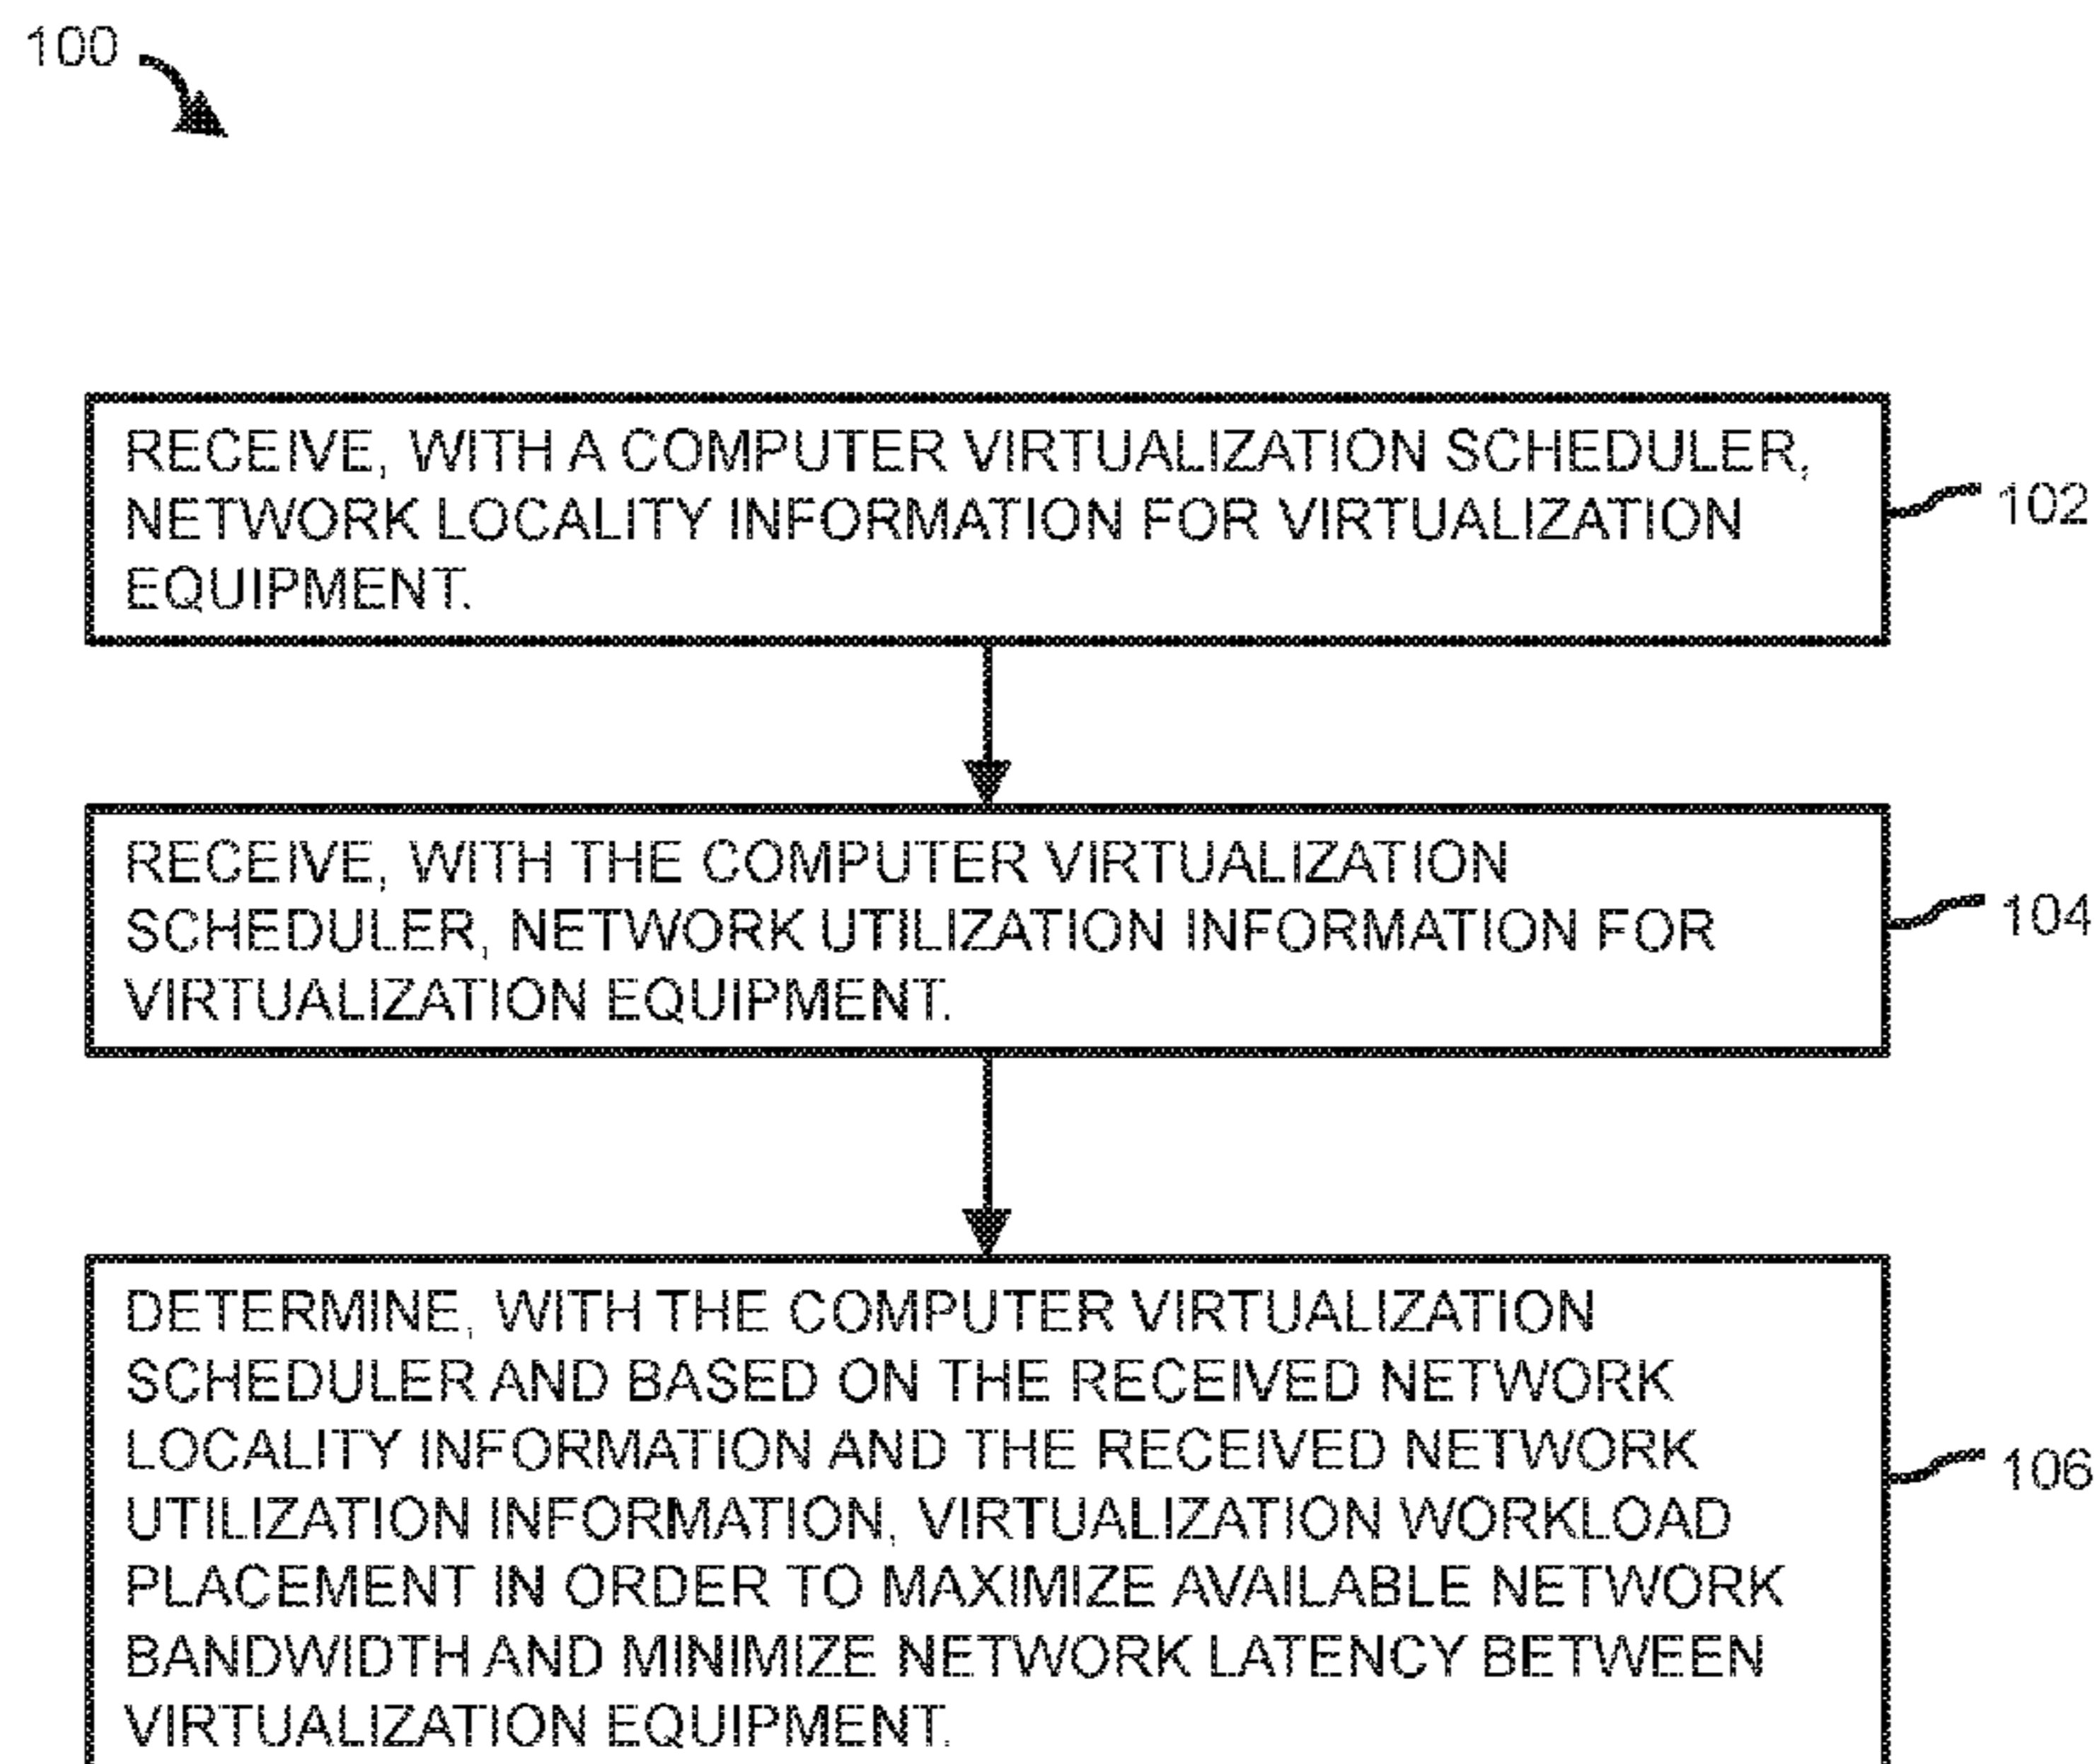 100
RECEIVE, WITH A COMPUTER VIRTUALIZATION SCHEDULER,
NETWORK LOCALITY INFORMATION FOR VIRTUALIZATION
EQUIPMENT.
102
RECEIVE, WITH THE COMPUTER VIRTUALIZATION
SCHEDULER, NETWORK UTILIZATION INFORMATION FOR
VIRTUALIZATION EQUIPMENT.
104
DETERMINE, WITH THE COMPUTER VIRTUALIZATION
SCHEDULER AND BASED ON THE RECEIVED NETWORK
LOCALITY INFORMATION AND THE RECEIVED NETWORK
UTILIZATION INFORMATION, VIRTUALIZATION WORKLOAD
PLACEMENT IN ORDER TO MAXIMIZE AVAILABLE NETWORK
BANDWIDTH AND MINIMIZE NETWORK LATENCY BETWEEN
VIRTUALIZATION EQUIPMENT.
106